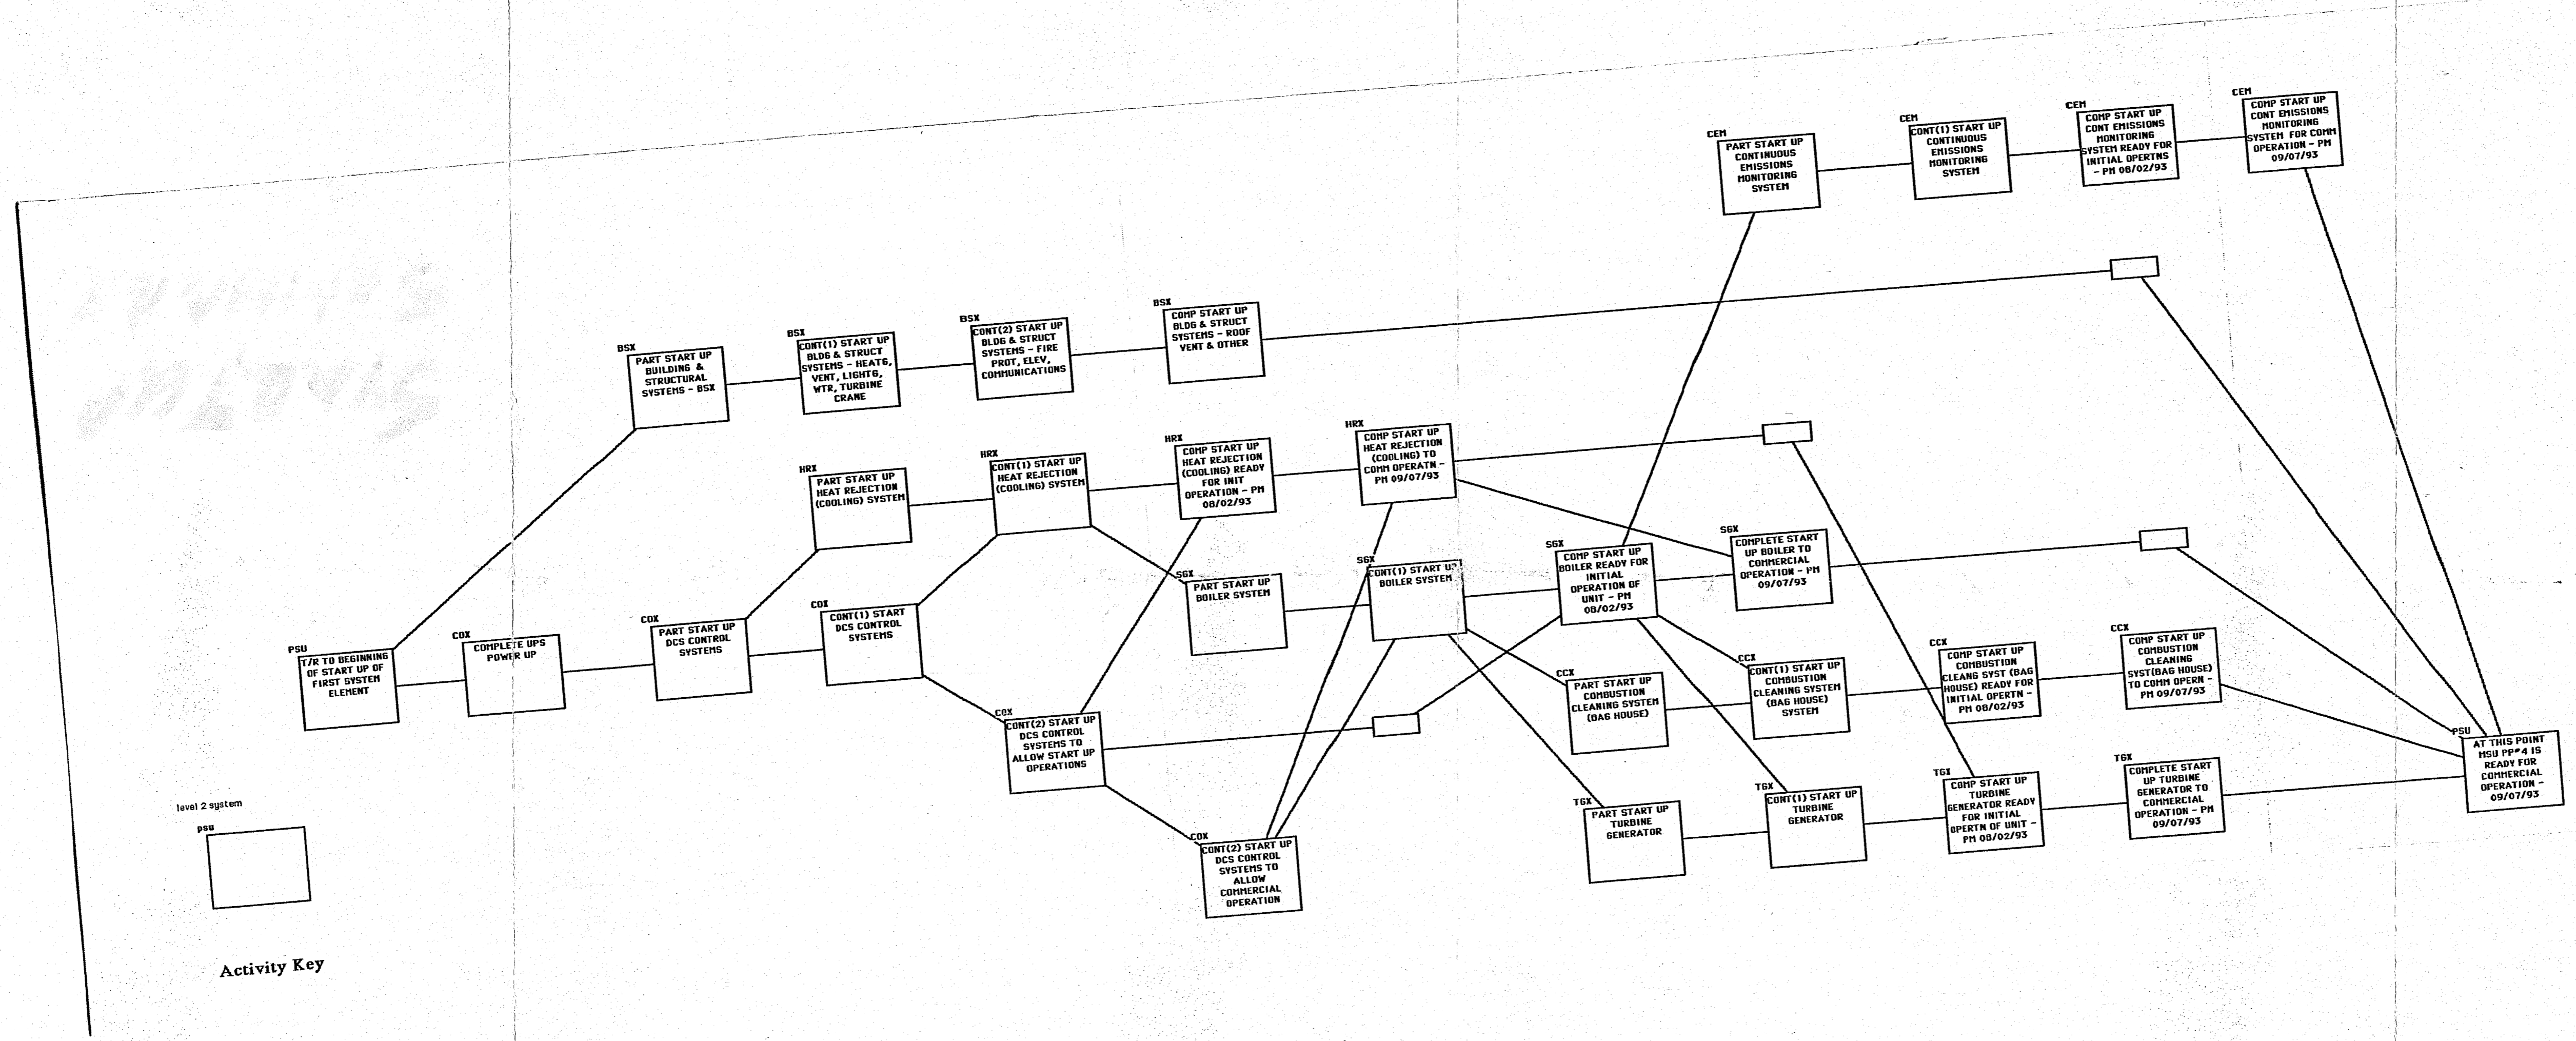 CEM
PART START UP
CONTINUOUS
EMISSIONS
MONITORING
SYSTEM
CEM
CONT(1) START UP
CONTINUOUS
EMISSIONS
MONITORING
SYSTEM
CEM
COMP START UP
CONT EMISSIONS
MONITORING
SYSTEM READY FOR
INITIAL OPERTNS
- PM 08/02/93
CEM
COMP START UP
CONT EMISSIONS
MONITORING
SYSTEM FOR COMM
OPERATION - PM
09/07/93
BSX
PART START UP
BUILDING &
STRUCTURAL
SYSTEMS - BSX
BSX
CONT(1) START UP
BLDG & STRUCT
SYSTEMS - HEATG,
VENT, LIGHTG,
WTR, TURBINE
CRANE
BSX
CONT(2) START UP
BLDG & STRUCT
SYSTEMS - FIRE
PROT, ELEV,
COMMUNICATIONS
BSX
COMP START UP
BLDG & STRUCT
SYSTEMS - ROOF
VENT & OTHER
HRX
PART START UP
HEAT REJECTION
(COOLING) SYSTEM
HRX
CONT(1) START UP
HEAT REJECTION
(COOLING) SYSTEM
HRX
COMP START UP
HEAT REJECTION
(COOLING) READY
FOR INIT
OPERATION - PM
08/02/93
HRX
COMP START UP
HEAT REJECTION
(COOLING) TO
COMM OPERATN -
PM 09/07/93
SGX
PART START UP
BOILER SYSTEM
SGX
CONT(1) START UP
BOILER SYSTEM
SGX
COMP START UP
BOILER READY FOR
INITIAL
OPERATION OF
UNIT - PM
08/02/93
SGX
COMPLETE START
UP BOILER TO
COMMERCIAL
OPERATION - PM
09/07/93
PSU
T/R TO BEGINNING
OF START UP OF
FIRST SYSTEM
ELEMENT
COX
COMPLETE UPS
POWER UP
COX
PART START UP
DCS CONTROL
SYSTEMS
COX
CONT(1) START
DCS CONTROL
SYSTEMS
COX
CONT(2) START UP
DCS CONTROL
SYSTEMS TO
ALLOW START UP
OPERATIONS
COX
CONT(2) START UP
DCS CONTROL
SYSTEMS TO
ALLOW
COMMERCIAL
OPERATION
CCX
PART START UP
COMBUSTION
CLEANING SYSTEM
(BAG HOUSE)
CCX
CONT(1) START UP
COMBUSTION
CLEANING SYSTEM
(BAG HOUSE)
SYSTEM
CCX
COMP START UP
COMBUSTION
CLEANG SYST (BAG
HOUSE) READY FOR
INITIAL OPERTN -
PM 08/02/93
CCX
COMP START UP
COMBUSTION
CLEANING
SYST(BAG HOUSE)
TO COMM OPERN -
PM 09/07/93
TGX
PART START UP
TURBINE
GENERATOR
TGX
CONT(1) START UP
TURBINE
GENERATOR
TGX
COMP START UP
TURBINE
GENERATOR READY
FOR INITIAL
OPERTN OF UNIT -
PM 08/02/93
TGX
COMPLETE START
UP TURBINE
GENERATOR TO
COMMERCIAL
OPERATION - PM
09/07/93
PSU
AT THIS POINT
MSU PP#4 IS
READY FOR
COMMERCIAL
OPERATION -
09/07/93
level 2 system
psu
Activity Key